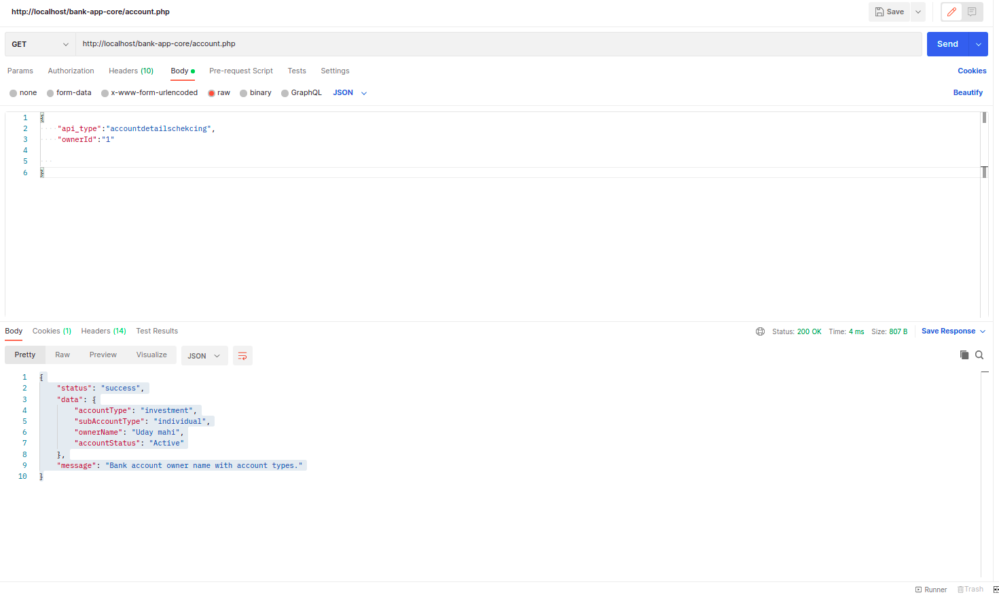 http://localhost/bank-app-core/account.php
Save
GET http://localhost/bank-app-core/account.php Send
Params Authorization Headers (10) Body Pre-request Script Tests Settings Cookies
none form-data x-www-form-urlencoded raw binary GraphQL JSON Beautify
1 {
2 "api_type":"accountdetailschekcing",
3 "ownerId":"1"
4
5
6 }
Body Cookies (1) Headers (14) Test Results Status: 200 OK Time: 4 ms Size: 807 B Save Response
Pretty Raw Preview Visualize JSON
1 {
2 "status": "success",
3 "data": {
4 "accountType": "investment",
5 "subAccountType": "individual",
6 "ownerName": "Uday mahi",
7 "accountStatus": "Active"
8 },
9 "message": "Bank account owner name with account types."
10 }
Runner Trash